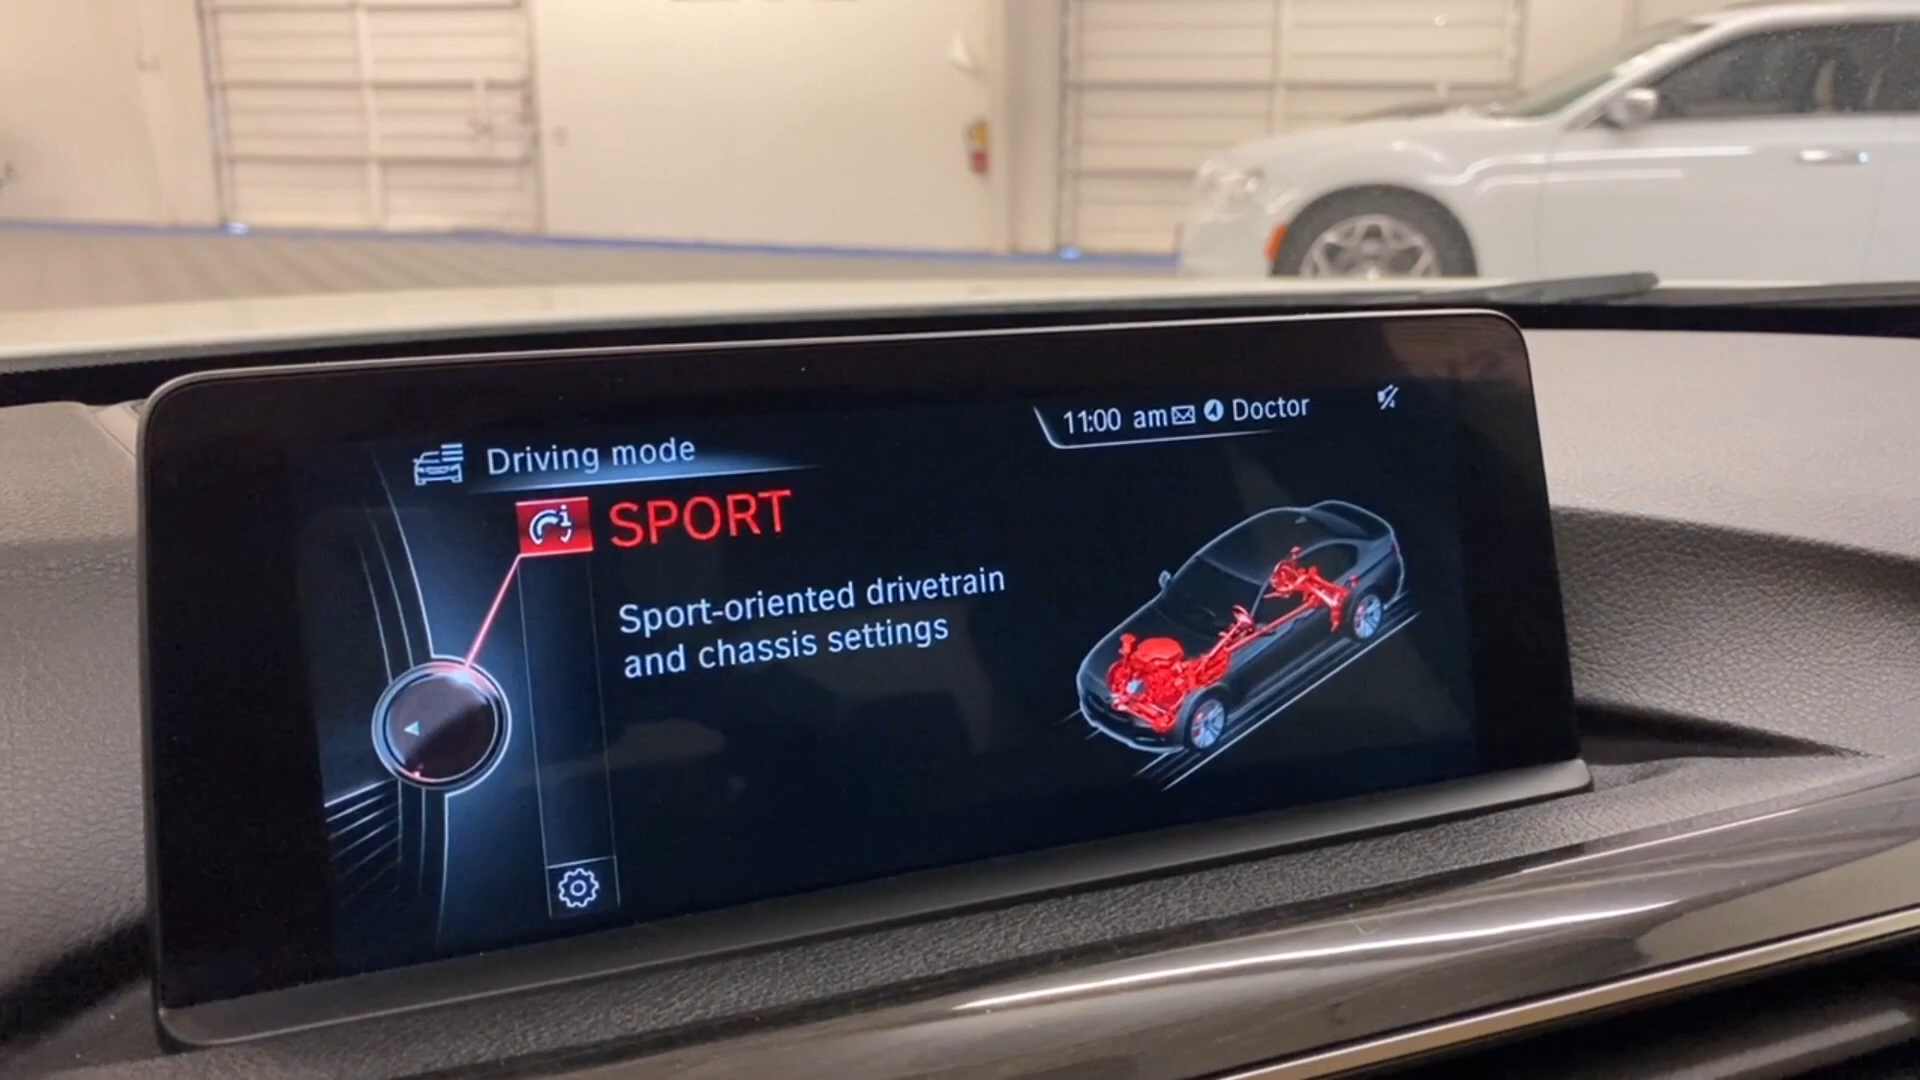 11:00 am Doctor
Driving mode
SPORT
Sport-oriented drivetrain
and chassis settings